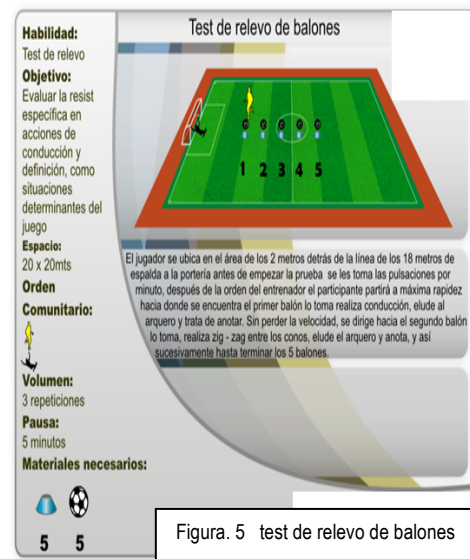 Test de relevo de balones
Habilidad:
Test de relevo
Objetivo:
Evaluar la resist
específica en
acciones de
conducción y
definición, como
situaciones
determinantes del
juego
Espacio:
20 x 20mts
Orden
Comunitario:
Volumen:
3 repeticiones
Pausa:
5 minutos
Materiales necesarios:
5 5
1 2 3 4 5
El jugador se ubica en el área de los 2 metros detrás de la línea de los 18 metros de
espalda a la portería antes de empezar la prueba se les toma las pulsaciones por
minuto, después de la orden del entrenador el participante partirá a máxima rapidez
hacia donde se encuentra el primer balón lo toma realiza conducción, elude al
arquero y trata de anotar. Sin perder la velocidad, se dirige hacia el segundo balón
lo toma, realiza zig - zag entre los conos, elude el arquero y anota, y así
sucesivamente hasta terminar los 5 balones.
Figura. 5 test de relevo de balones